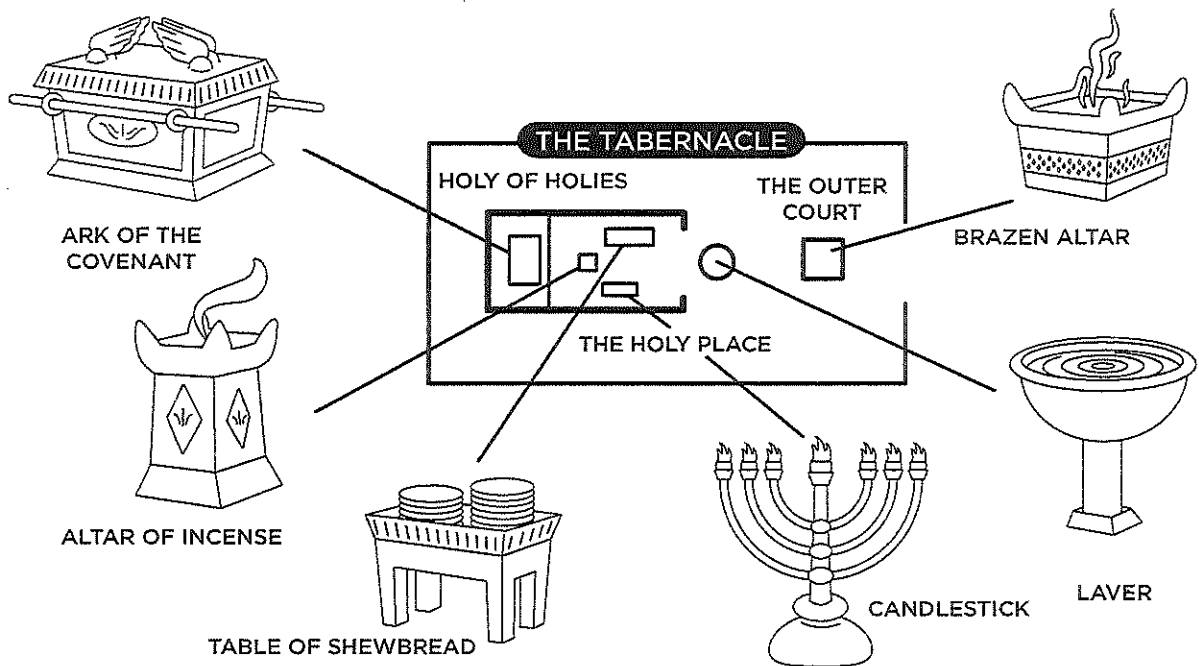 THE TABERNACLE
HOLY OF HOLIES
THE OUTER
COURT
ARK OF THE
COVENANT
BRAZEN ALTAR
THE HOLY PLACE
ALTAR OF INCENSE
LAVER
CANDLESTICK
TABLE OF SHEWBREAD